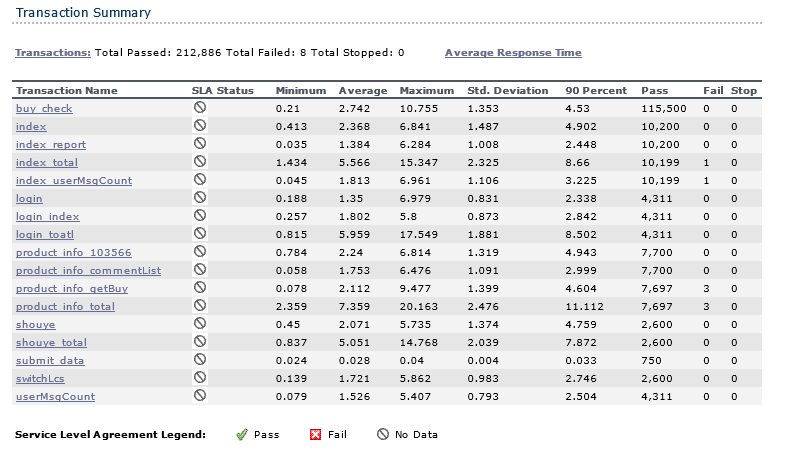 Transaction Summary
Transactions: Total Passed: 212,886 Total Failed: 8 Total Stopped: 0 Average Response Time
Transaction Name SLA Status Minimum Average Maximum Std. Deviation 90 Percent Pass Fail Stop
buy_check 0.21 2.742 10.755 1.353 4.53 115,500 0 0
index 0.413 2.368 6.841 1.487 4.902 10,200 0 0
index_report 0.035 1.384 6.284 1.008 2.448 10,200 0 0
index_total 1.434 5.566 15.347 2.325 8.66 10,199 1 0
index_userMsgCount 0.045 1.813 6.961 1.106 3.225 10,199 1 0
login 0.188 1.35 6.979 0.831 2.338 4,311 0 0
login_index 0.257 1.802 5.8 0.873 2.842 4,311 0 0
login_toatl 0.815 5.959 17.549 1.881 8.502 4,311 0 0
product_info_103566 0.784 2.24 6.814 1.319 4.943 7,700 0 0
product_info_commentList 0.058 1.753 6.476 1.091 2.999 7,700 0 0
product_info_getBuy 0.078 2.112 9.477 1.399 4.604 7,697 3 0
product_info_total 2.359 7.359 20.163 2.476 11.112 7,697 3 0
shouye 0.45 2.071 5.735 1.374 4.759 2,600 0 0
shouye_total 0.837 5.051 14.768 2.039 7.872 2,600 0 0
submit_data 0.024 0.028 0.04 0.004 0.033 750 0 0
switchLcs 0.139 1.721 5.862 0.983 2.746 2,600 0 0
userMsgCount 0.079 1.526 5.407 0.793 2.504 4,311 0 0
Service Level Agreement Legend: Pass Fail No Data